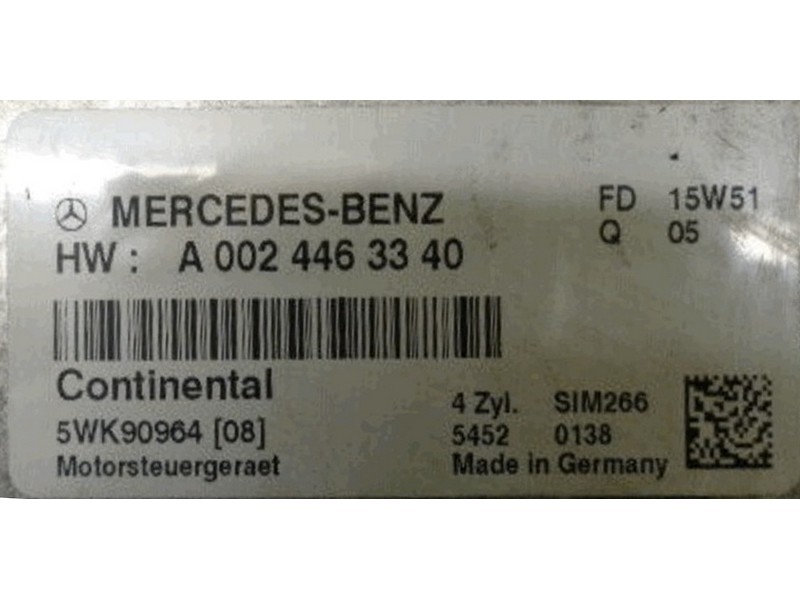 MERCEDES-BENZ
FD 15W51
HW : A 002 446 33 40
Q 05
Continental
5WK90964 [08]
Motorsteuergeraet
4 Zyl. SIM266
5452 0138
Made in Germany